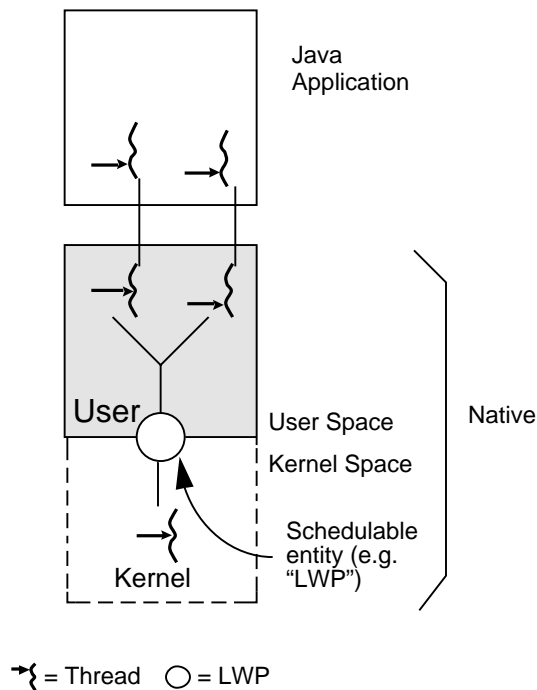 Java
Application
User
User Space
Kernel Space
Native
Schedulable
entity (e.g.
“LWP”)
Kernel
= Thread
= LWP